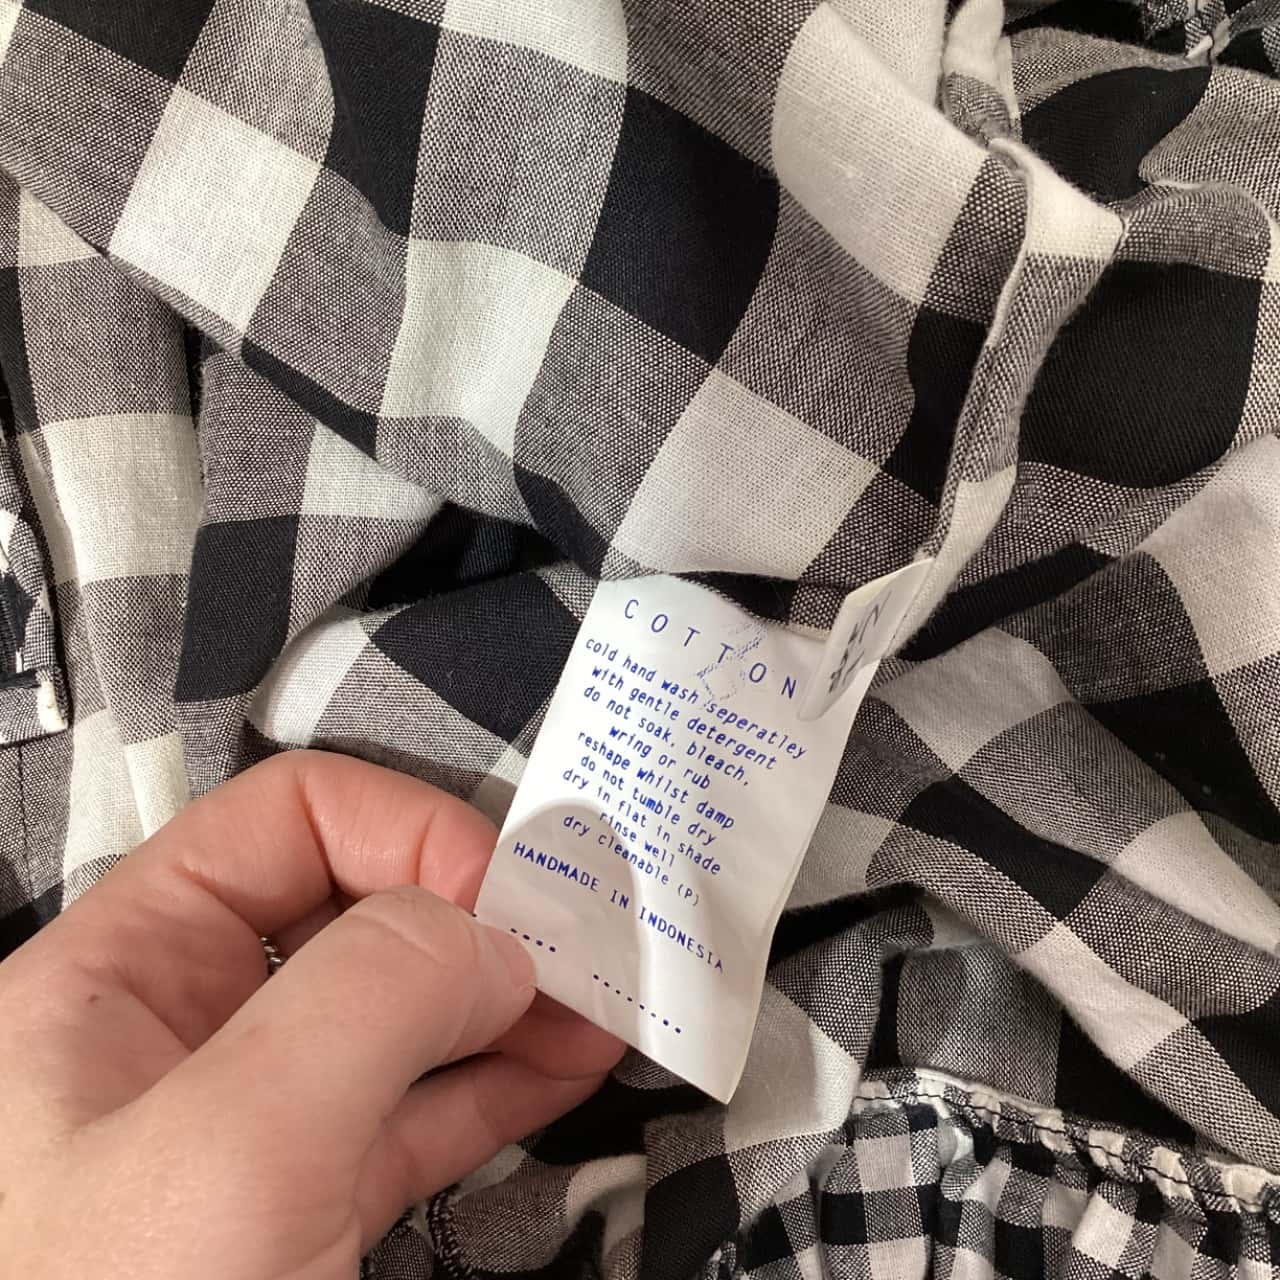 COTTON
cold hand wash seperatley
with gentle detergent
do not soak, bleach,
wring or rub
reshape whilst damp
do not tumble dry
dry in flat in shade
rinse well
dry cleanable (P)
HANDMADE IN INDONESIA